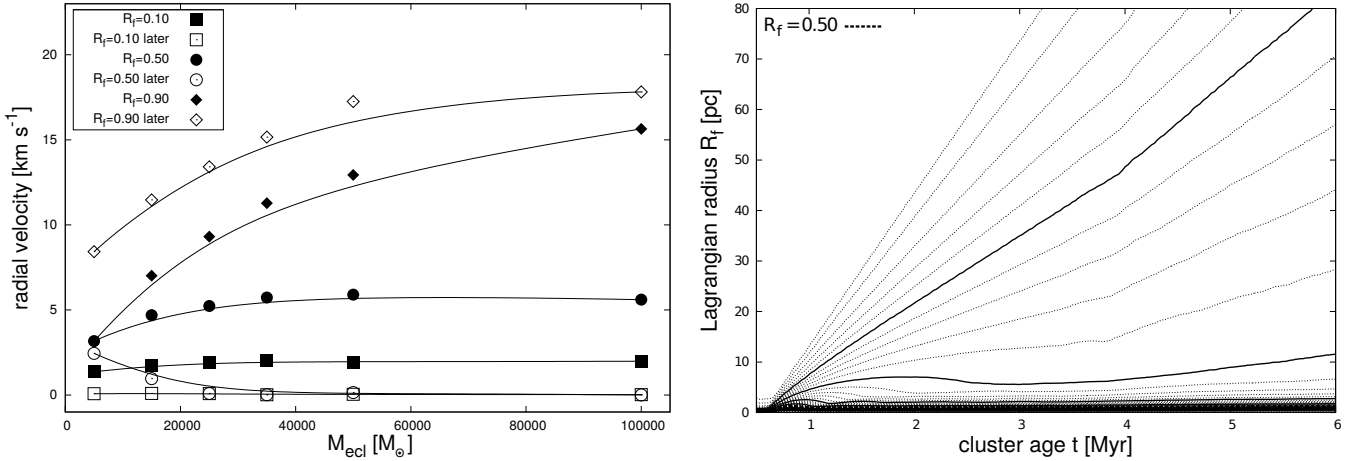 R_f=0.10
R_f=0.10 later
R_f=0.50
R_f=0.50 later
R_f=0.90
R_f=0.90 later
radial velocity [km s⁻¹]
20
15
10
5
0
0 20000 40000 60000 80000 100000
M_ecl [M_⊙]
R_f=0.50
Lagrangian radius R_f [pc]
80
70
60
50
40
30
20
10
0
1 2 3 4 5 6
cluster age t [Myr]